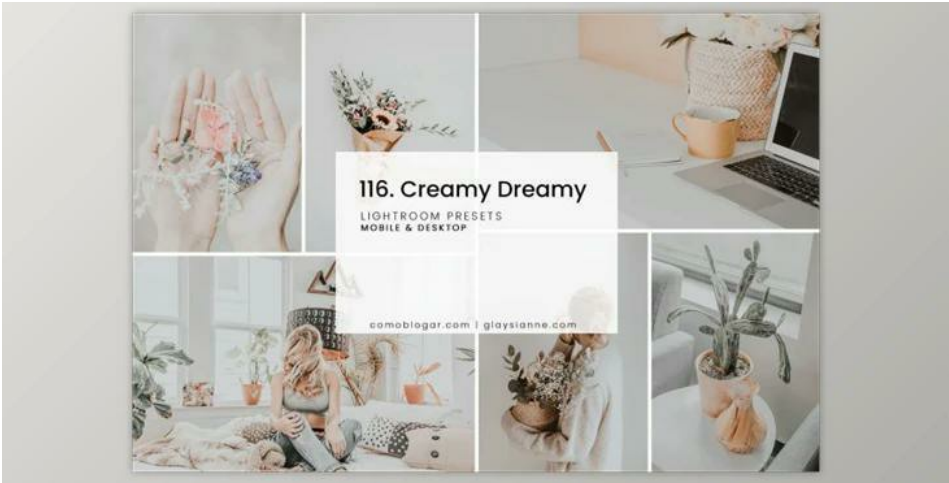 116. Creamy Dreamy
LIGHTROOM PRESETS
MOBILE & DESKTOP
comoblogar.com | glaysianne.com